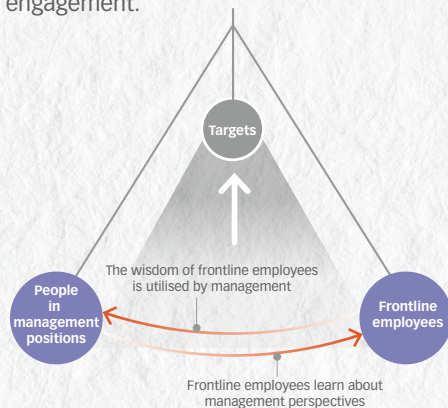 engagement.
Targets
The wisdom of frontline employees
is utilised by management
People
in
management
positions
Frontline
employees
Frontline employees learn about
management perspectives